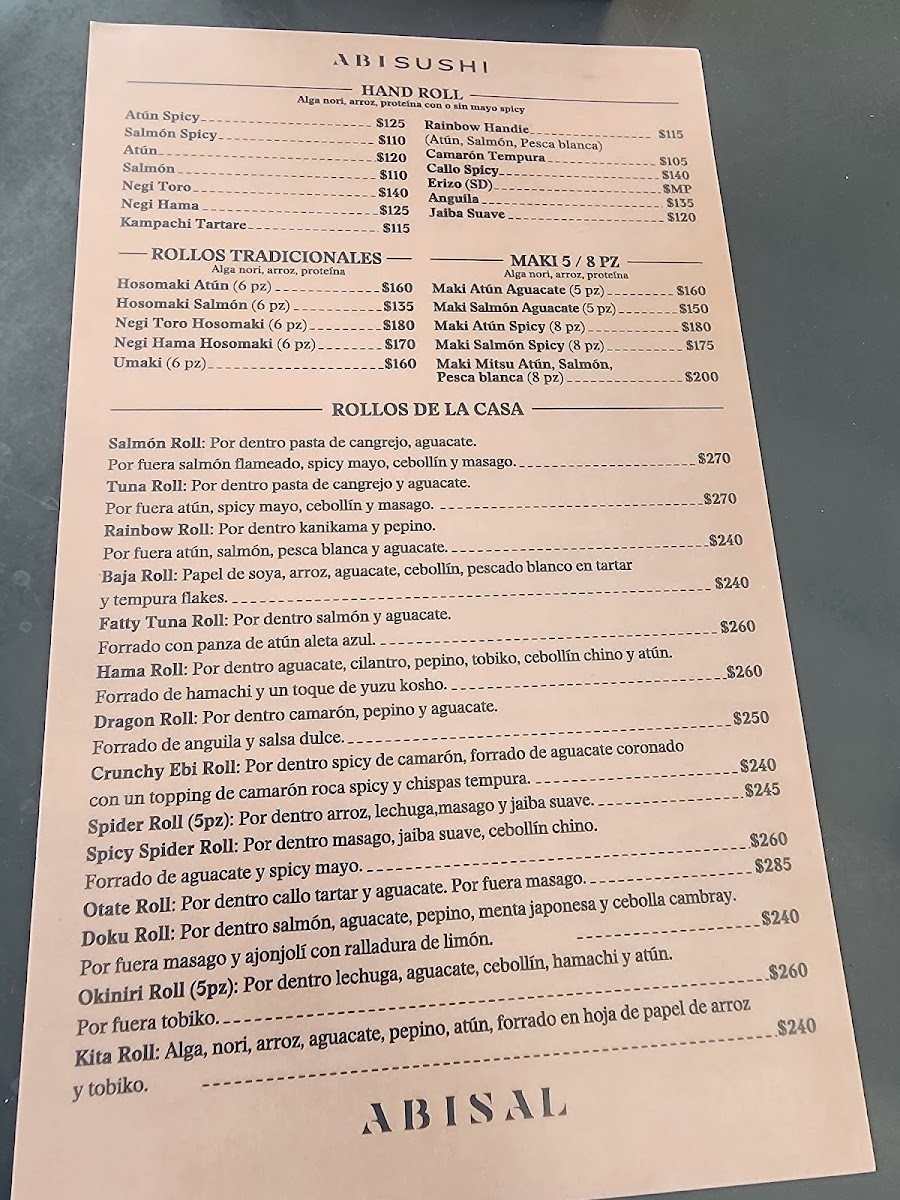 ABISUSHI
HAND ROLL
Alga nori, arroz, proteína con o sin mayo spicy
Atún Spicy $125
Salmón Spicy $110
Atún $120
Salmón $110
Negi Toro $140
Negi Hama $125
Kampachi Tartare $115
Rainbow Handie $115
(Atún, Salmón, Pesca blanca)
Camarón Tempura $105
Callo Spicy $140
Erizo (SD) $MP
Anguila $135
Jaiba Suave $120
ROLLOS TRADICIONALES
Alga nori, arroz, proteína
Hosomaki Atún (6 pz) $160
Hosomaki Salmón (6 pz) $135
Negi Toro Hosomaki (6 pz) $180
Negi Hama Hosomaki (6 pz) $170
Umaki (6 pz) $160
MAKI 5 / 8 PZ
Alga nori, arroz, proteína
Maki Atún Aguacate (5 pz) $160
Maki Salmón Aguacate (5 pz) $150
Maki Atún Spicy (8 pz) $180
Maki Salmón Spicy (8 pz) $175
Maki Mitsu Atún, Salmón,
Pesca blanca (8 pz) $200
ROLLOS DE LA CASA
Salmón Roll: Por dentro pasta de cangrejo, aguacate.
Por fuera salmón flameado, spicy mayo, cebollín y masago. $270
Tuna Roll: Por dentro pasta de cangrejo y aguacate.
Por fuera atún, spicy mayo, cebollín y masago. $270
Rainbow Roll: Por dentro kanikama y pepino.
Por fuera atún, salmón, pesca blanca y aguacate. $240
Baja Roll: Papel de soya, arroz, aguacate, cebollín, pescado blanco en tartar
y tempura flakes. $240
Fatty Tuna Roll: Por dentro salmón y aguacate.
Forrado con panza de atún aleta azul. $260
Hama Roll: Por dentro aguacate, cilantro, pepino, tobiko, cebollín chino y atún.
Forrado de hamachi y un toque de yuzu kosho. $260
Dragon Roll: Por dentro camarón, pepino y aguacate.
Forrado de anguila y salsa dulce. $250
Crunchy Ebi Roll: Por dentro spicy de camarón, forrado de aguacate coronado
con un topping de camarón roca spicy y chispas tempura. $240
Spider Roll (5pz): Por dentro arroz, lechuga,masago y jaiba suave. $245
Spicy Spider Roll: Por dentro masago, jaiba suave, cebollín chino.
Forrado de aguacate y spicy mayo. $260
Otate Roll: Por dentro callo tartar y aguacate. Por fuera masago. $285
Doku Roll: Por dentro salmón, aguacate, pepino, menta japonesa y cebolla cambray.
Por fuera masago y ajonjolí con ralladura de limón. $240
Okiniri Roll (5pz): Por dentro lechuga, aguacate, cebollín, hamachi y atún.
Por fuera tobiko. $260
Kita Roll: Alga, nori, arroz, aguacate, pepino, atún, forrado en hoja de papel de arroz
y tobiko. $240
ABISAL